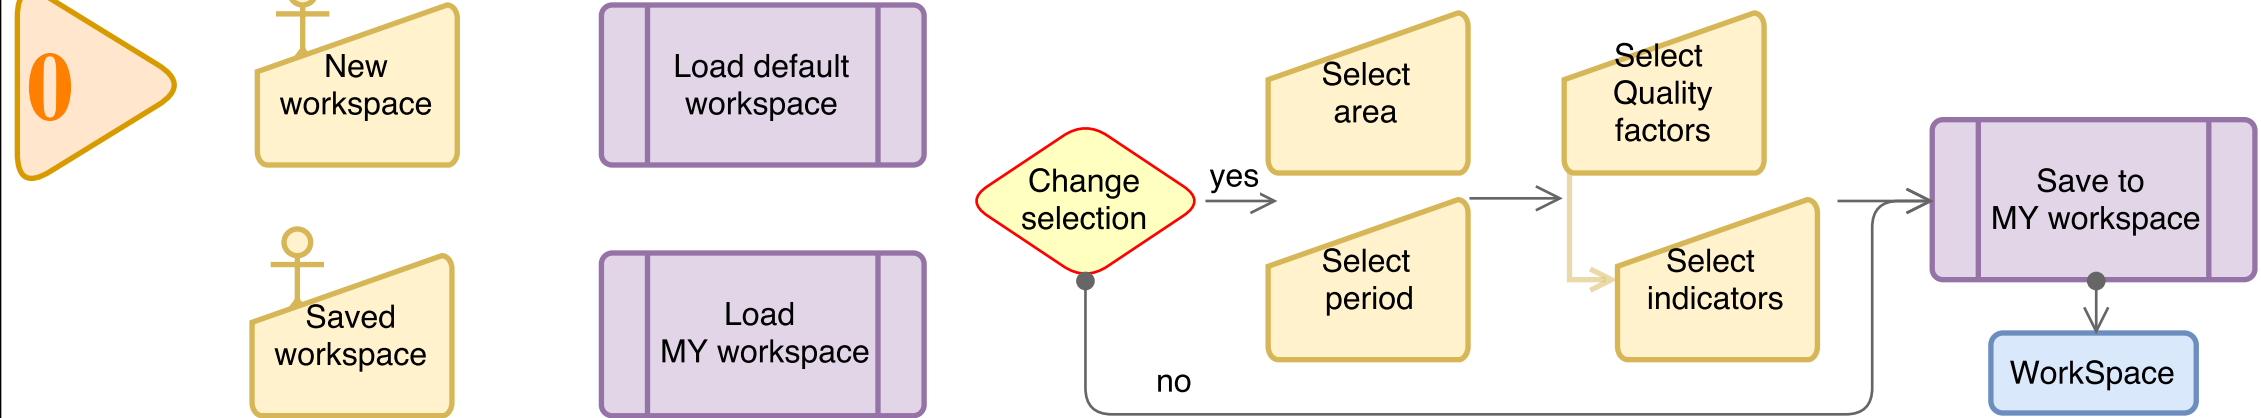 0
New
workspace
Load default
workspace
Saved
workspace
Load
MY workspace
Change
selection
yes
no
Select
area
Select
period
Select
Quality
factors
Select
indicators
Save to
MY workspace
WorkSpace